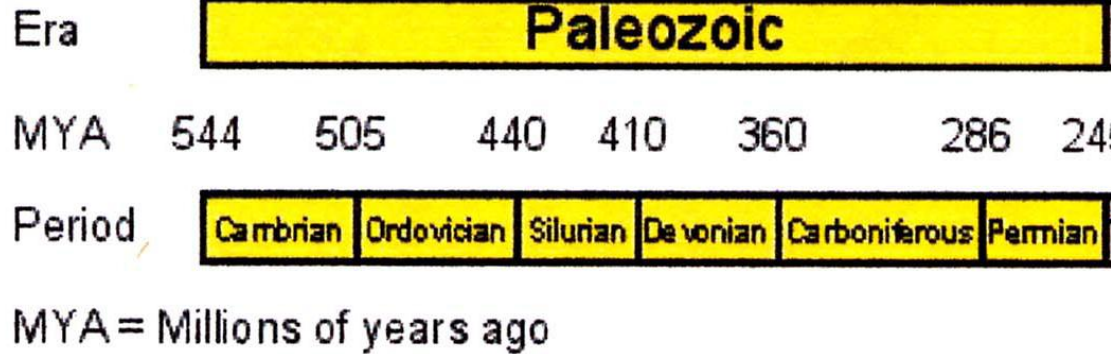 Era Paleozoic
MYA 544 505 440 410 360 286
Period Cambrian Ordovician Silurian Devonian Carboniferous Permian
MYA = Millions of years ago